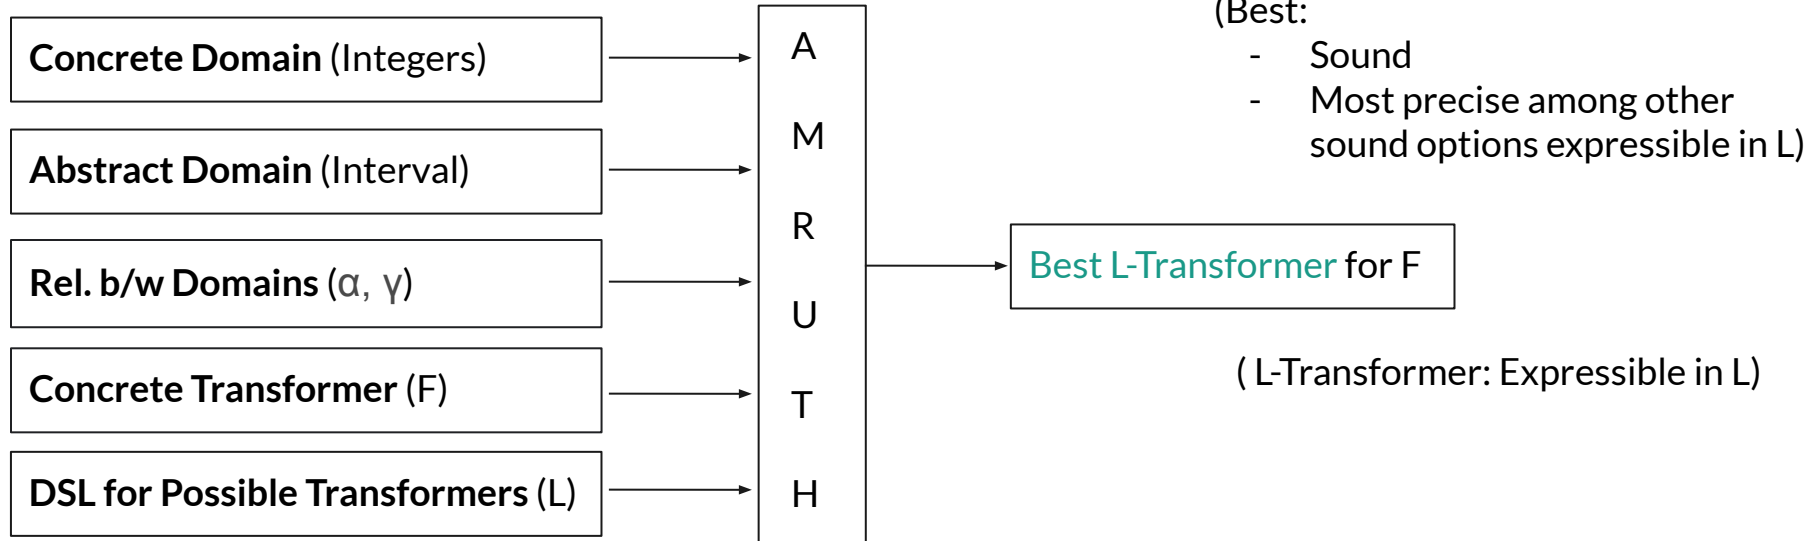 Concrete Domain (Integers)
Abstract Domain (Interval)
Rel. b/w Domains (α, γ)
Concrete Transformer (F)
DSL for Possible Transformers (L)
A
M
R
U
T
H
(Best:
- Sound
- Most precise among other
sound options expressible in L)
Best L-Transformer for F
( L-Transformer: Expressible in L)